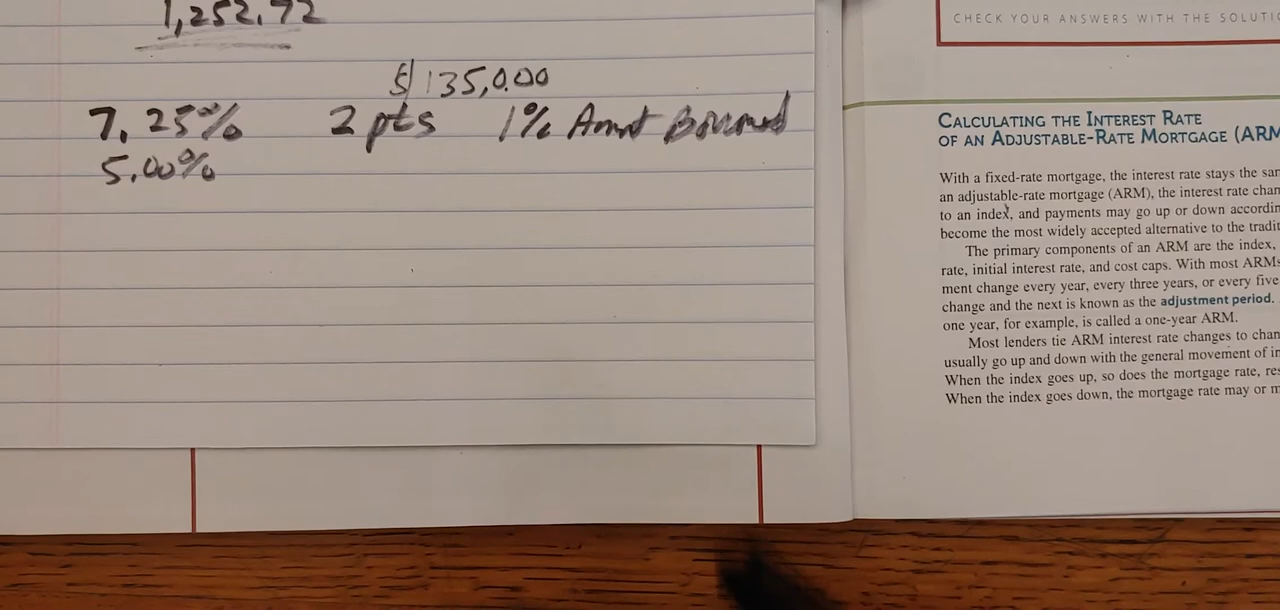 1,252.92
$135,000
7.25% 2 pts 1% Amnt Borrowed
5.00%
CHECK YOUR ANSWERS WITH THE SOLUTI
CALCULATING THE INTEREST RATE
OF AN ADJUSTABLE-RATE MORTGAGE (ARM
With a fixed-rate mortgage, the interest rate stays the sa
an adjustable-rate mortgage (ARM), the interest rate chan
to an index, and payments may go up or down accordin
become the most widely accepted alternative to the tradit
The primary components of an ARM are the index,
rate, initial interest rate, and cost caps. With most ARMs
ment change every year, every three years, or every five
change and the next is known as the adjustment period.
one year, for example, is called a one-year ARM.
Most lenders tie ARM interest rate changes to chan
usually go up and down with the general movement of in
When the index goes up, so does the mortgage rate, res
When the index goes down, the mortgage rate may or m